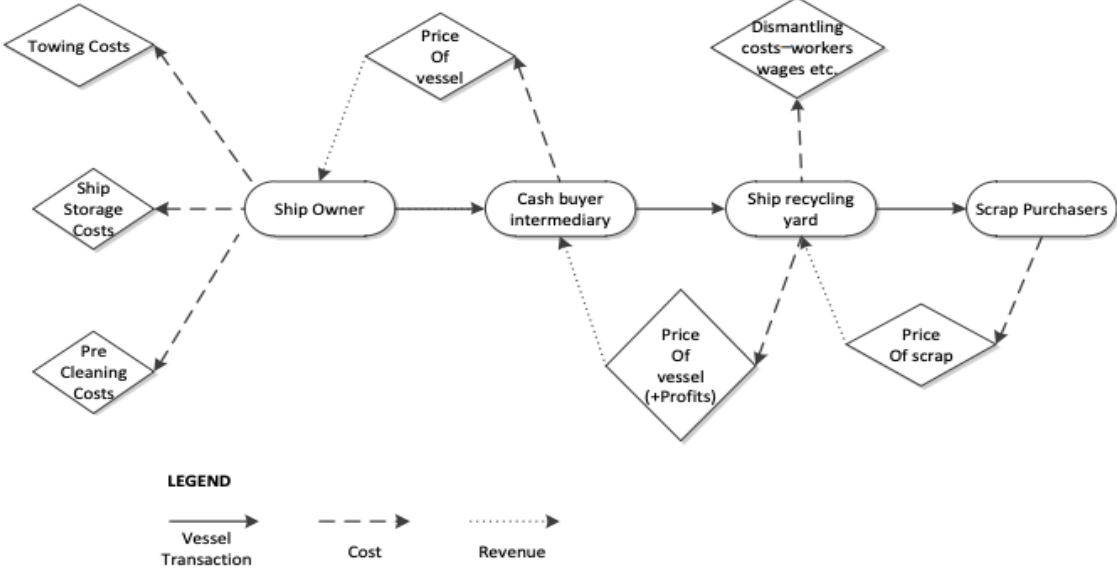 Towing Costs
Price
Of
vessel
Dismantling
costs–workers
wages etc.
Ship
Storage
Costs
Ship Owner
Cash buyer
intermediary
Ship recycling
yard
Scrap Purchasers
Pre
Cleaning
Costs
Price
Of
vessel
(+Profits)
Price
Of scrap
LEGEND
Vessel
Transaction
Cost
Revenue